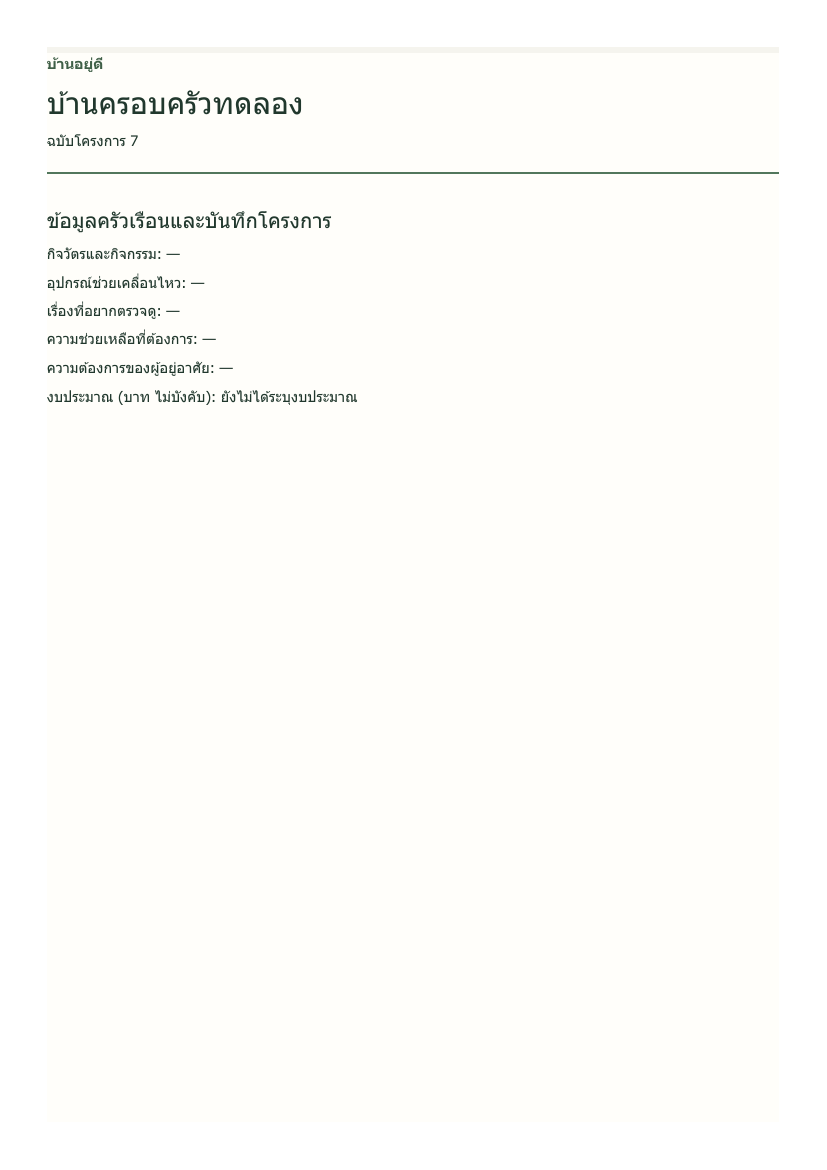 บ้านอยู่ดี
บ้านครอบครัวทดลอง
ฉบับโครงการ 7
ข้อมูลครัวเรือนและบันทึกโครงการ
กิจวัตรและกิจกรรม: —
อุปกรณ์ช่วยเคลื่อนไหว: —
เรื่องที่อยากตรวจดู: —
ความช่วยเหลือที่ต้องการ: —
ความต้องการของผู้อยู่อาศัย: —
งบประมาณ (บาท ไม่บังคับ): ยังไม่ได้ระบุงบประมาณ